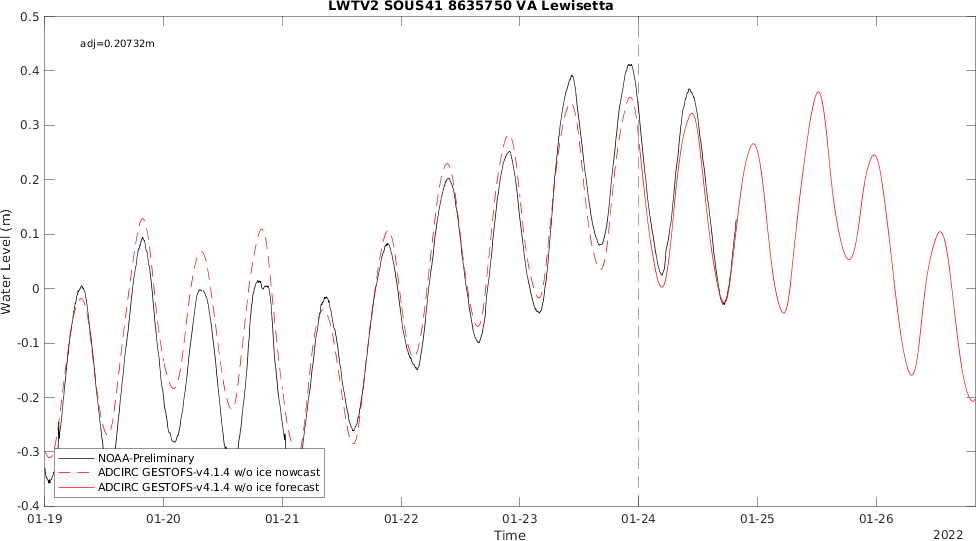 LWTV2 SOUS41 8635750 VA Lewisetta
adj=0.20732m
0.5
0.4
0.3
0.2
0.1
0
-0.1
-0.2
-0.3
-0.4
Water Level (m)
NOAA-Preliminary
ADCIRC GESTOFS-v4.1.4 w/o ice nowcast
ADCIRC GESTOFS-v4.1.4 w/o ice forecast
01-19 01-20 01-21 01-22 01-23 01-24 01-25 01-26
Time
2022